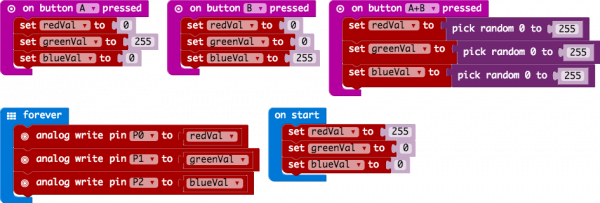 on button A pressed
set redVal to 0
set greenVal to 255
set blueVal to 0
on button B pressed
set redVal to 0
set greenVal to 0
set blueVal to 255
on button A+B pressed
set redVal to pick random 0 to 255
set greenVal to pick random 0 to 255
set blueVal to pick random 0 to 255
forever
analog write pin P0 to redVal
analog write pin P1 to greenVal
analog write pin P2 to blueVal
on start
set redVal to 255
set greenVal to 0
set blueVal to 0